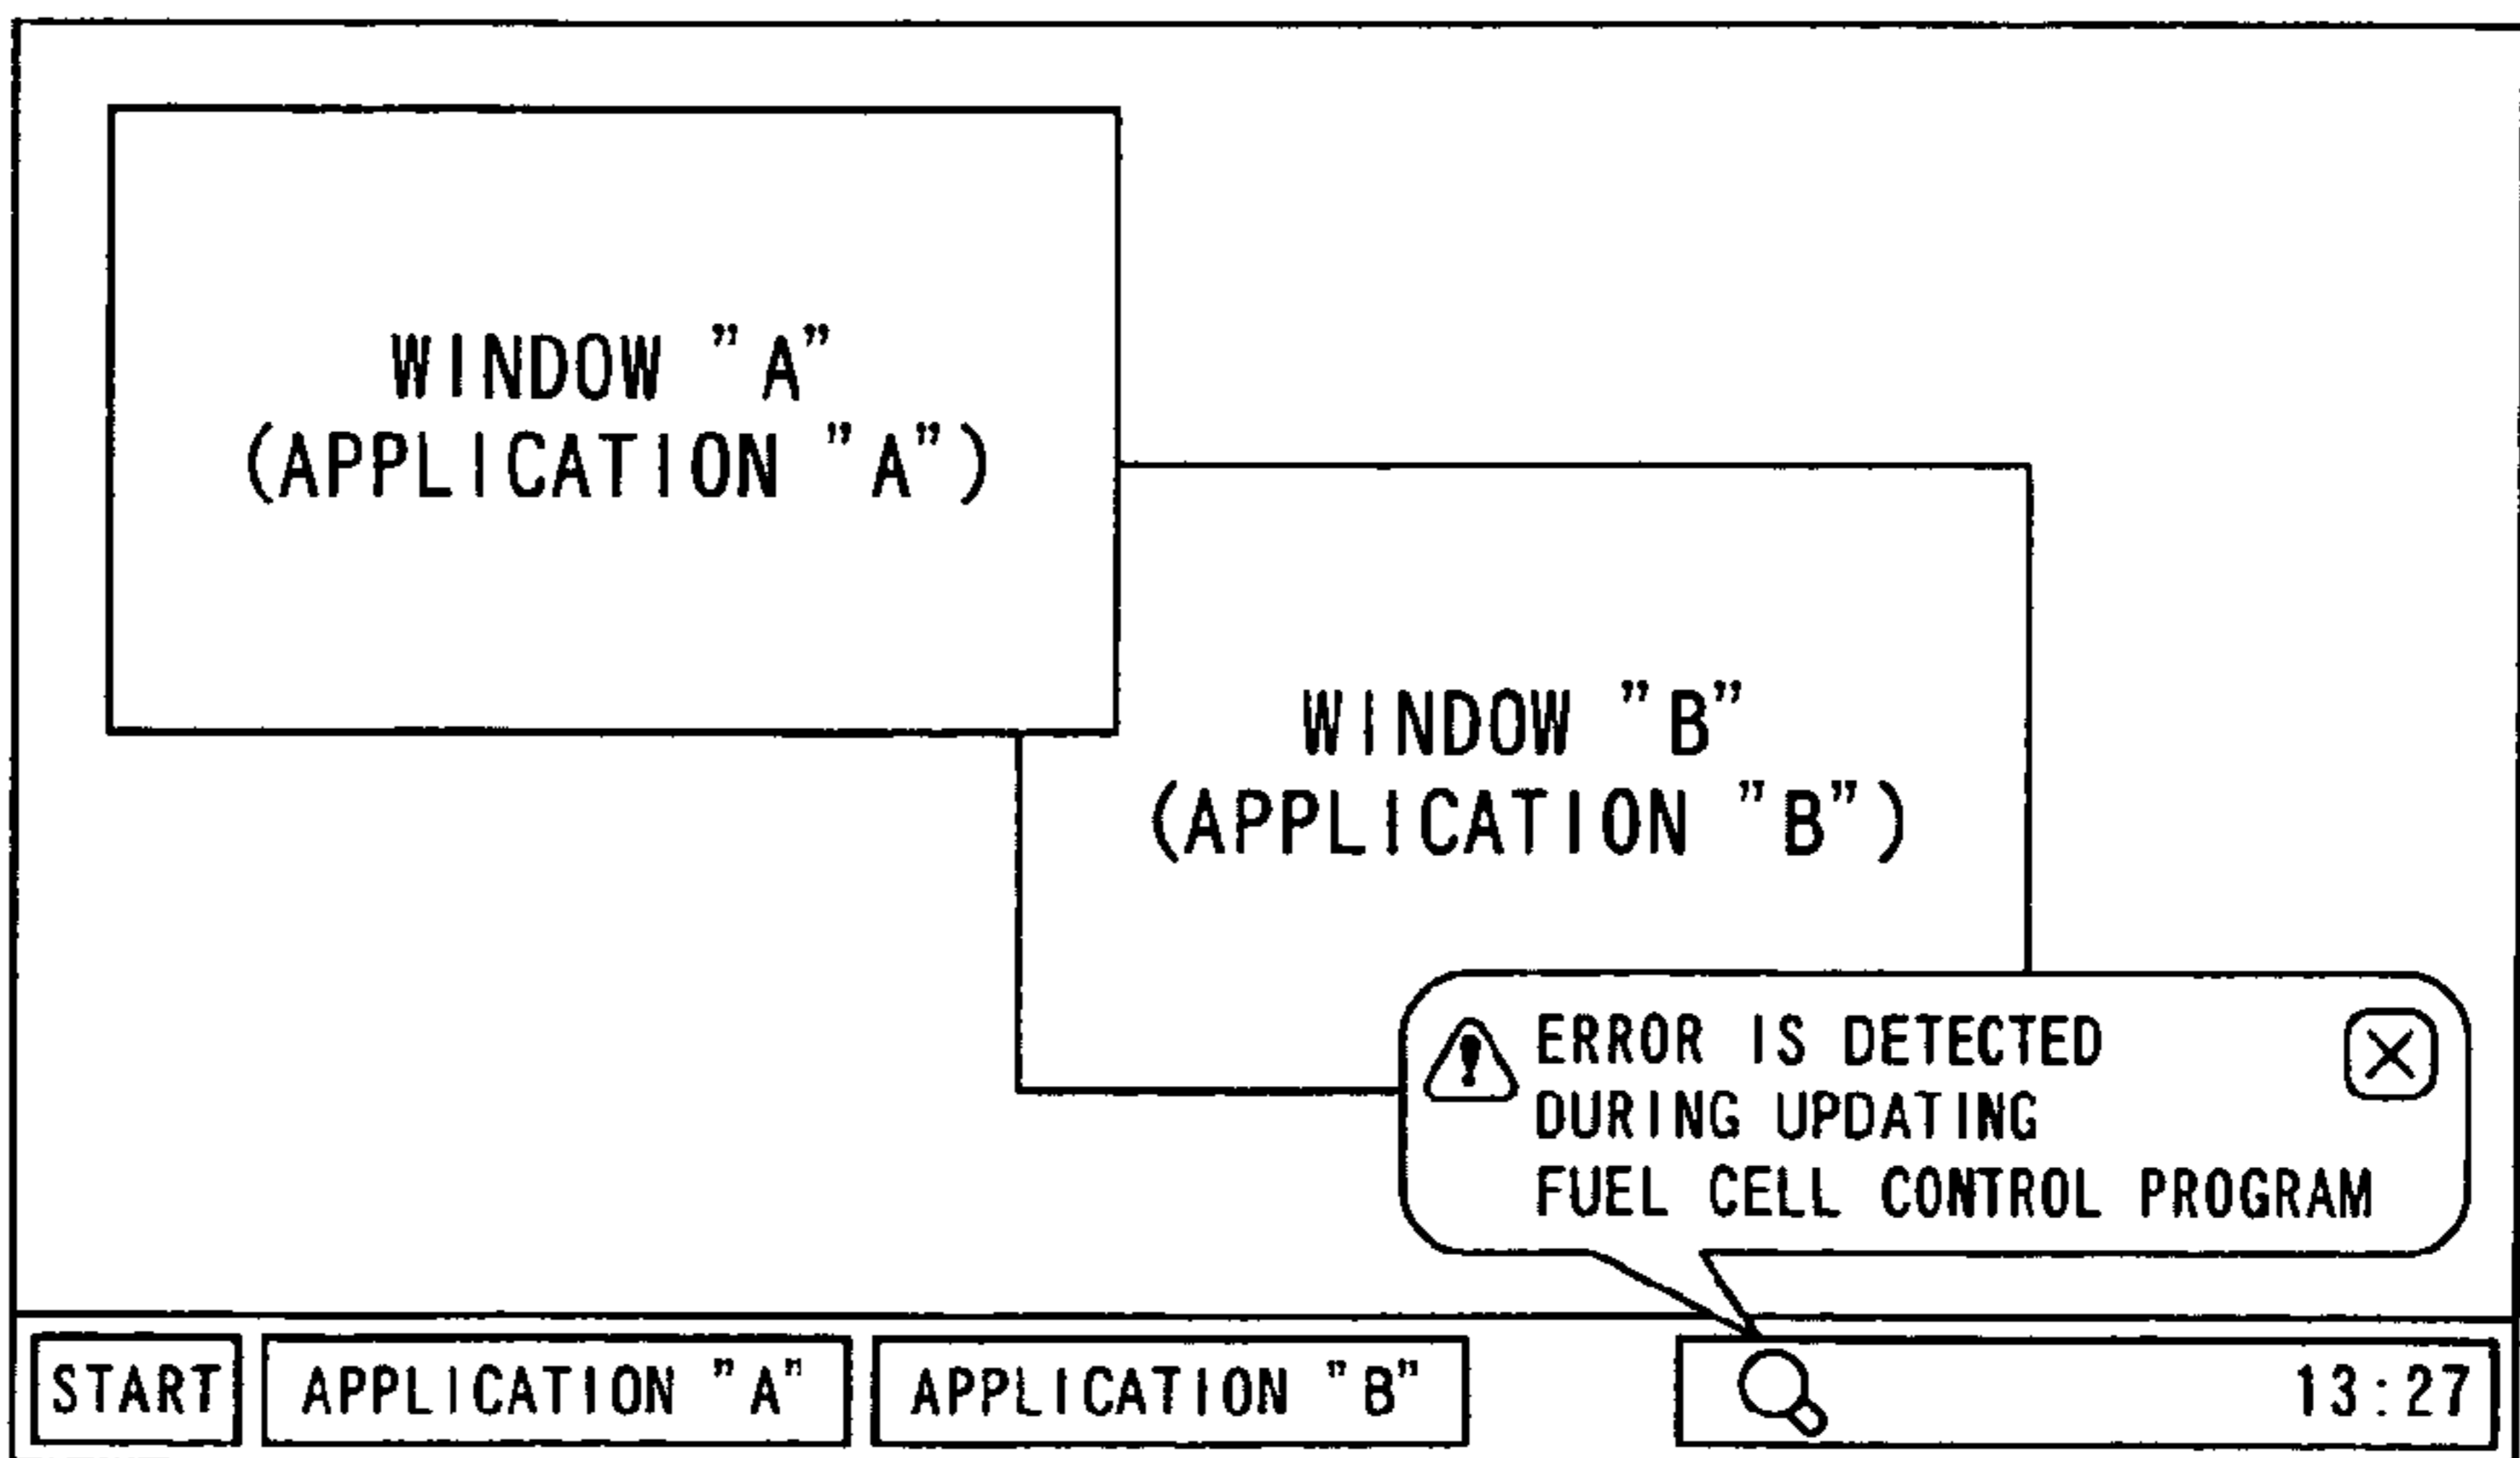 WINDOW "A"
(APPLICATION "A")
WINDOW "B"
(APPLICATION "B")
ERROR IS DETECTED
DURING UPDATING
FUEL CELL CONTROL PROGRAM
START
APPLICATION "A"
APPLICATION "B"
13:27